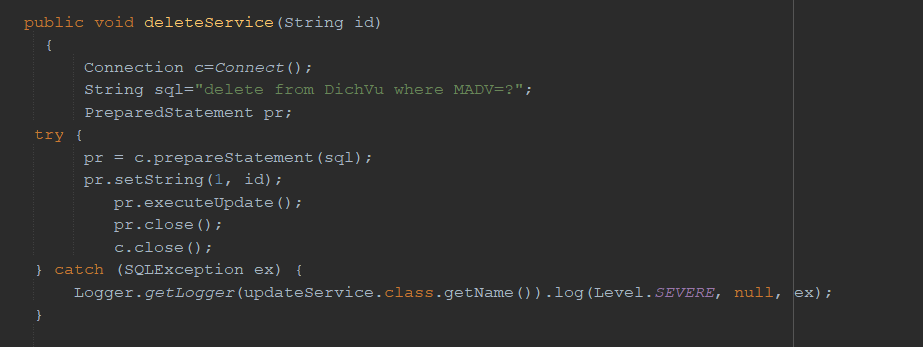 public void deleteService(String id)
{
Connection c=Connect();
String sql="delete from DichVu where MADV=?";
PreparedStatement pr;
try {
pr = c.prepareStatement(sql);
pr.setString(1, id);
pr.executeUpdate();
pr.close();
c.close();
} catch (SQLException ex) {
Logger.getLogger(updateService.class.getName()).log(Level.SEVERE, null, ex);
}